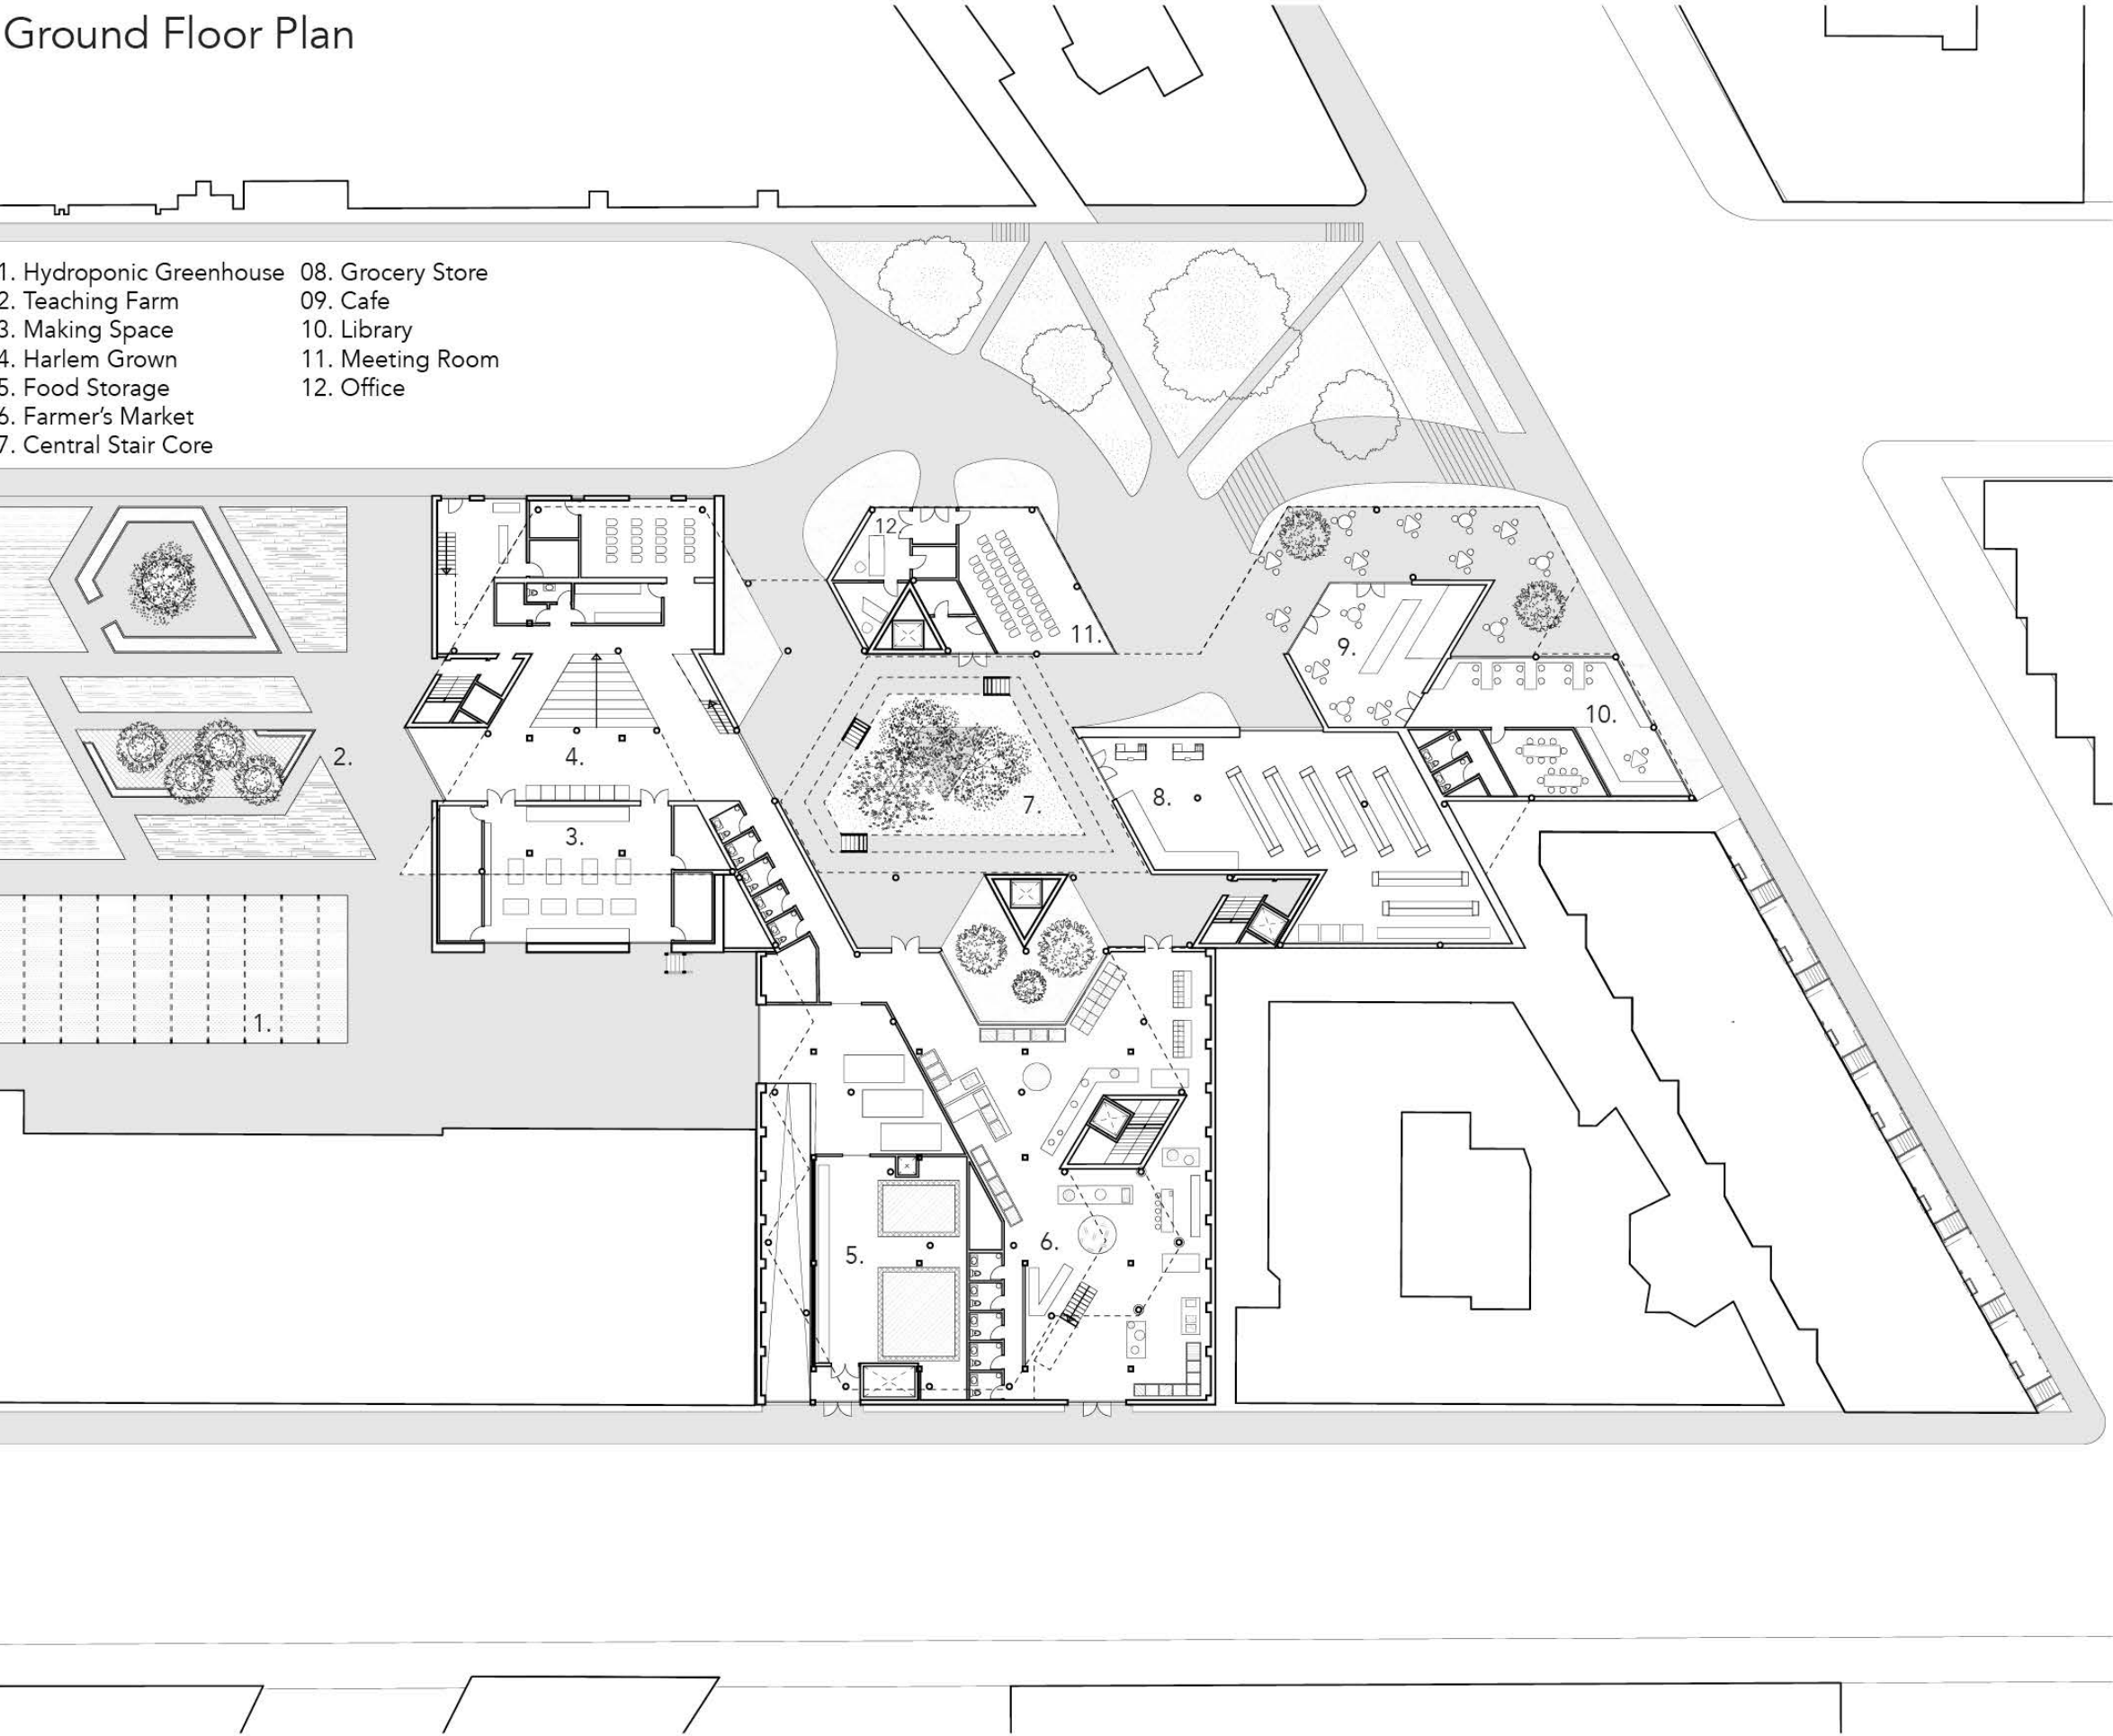 Ground Floor Plan
1. Hydroponic Greenhouse
2. Teaching Farm
3. Making Space
4. Harlem Grown
5. Food Storage
6. Farmer’s Market
7. Central Stair Core
08. Grocery Store
09. Cafe
10. Library
11. Meeting Room
12. Office
12
11.
9.
10.
2.
4.
7.
8.
3.
1.
5.
6.